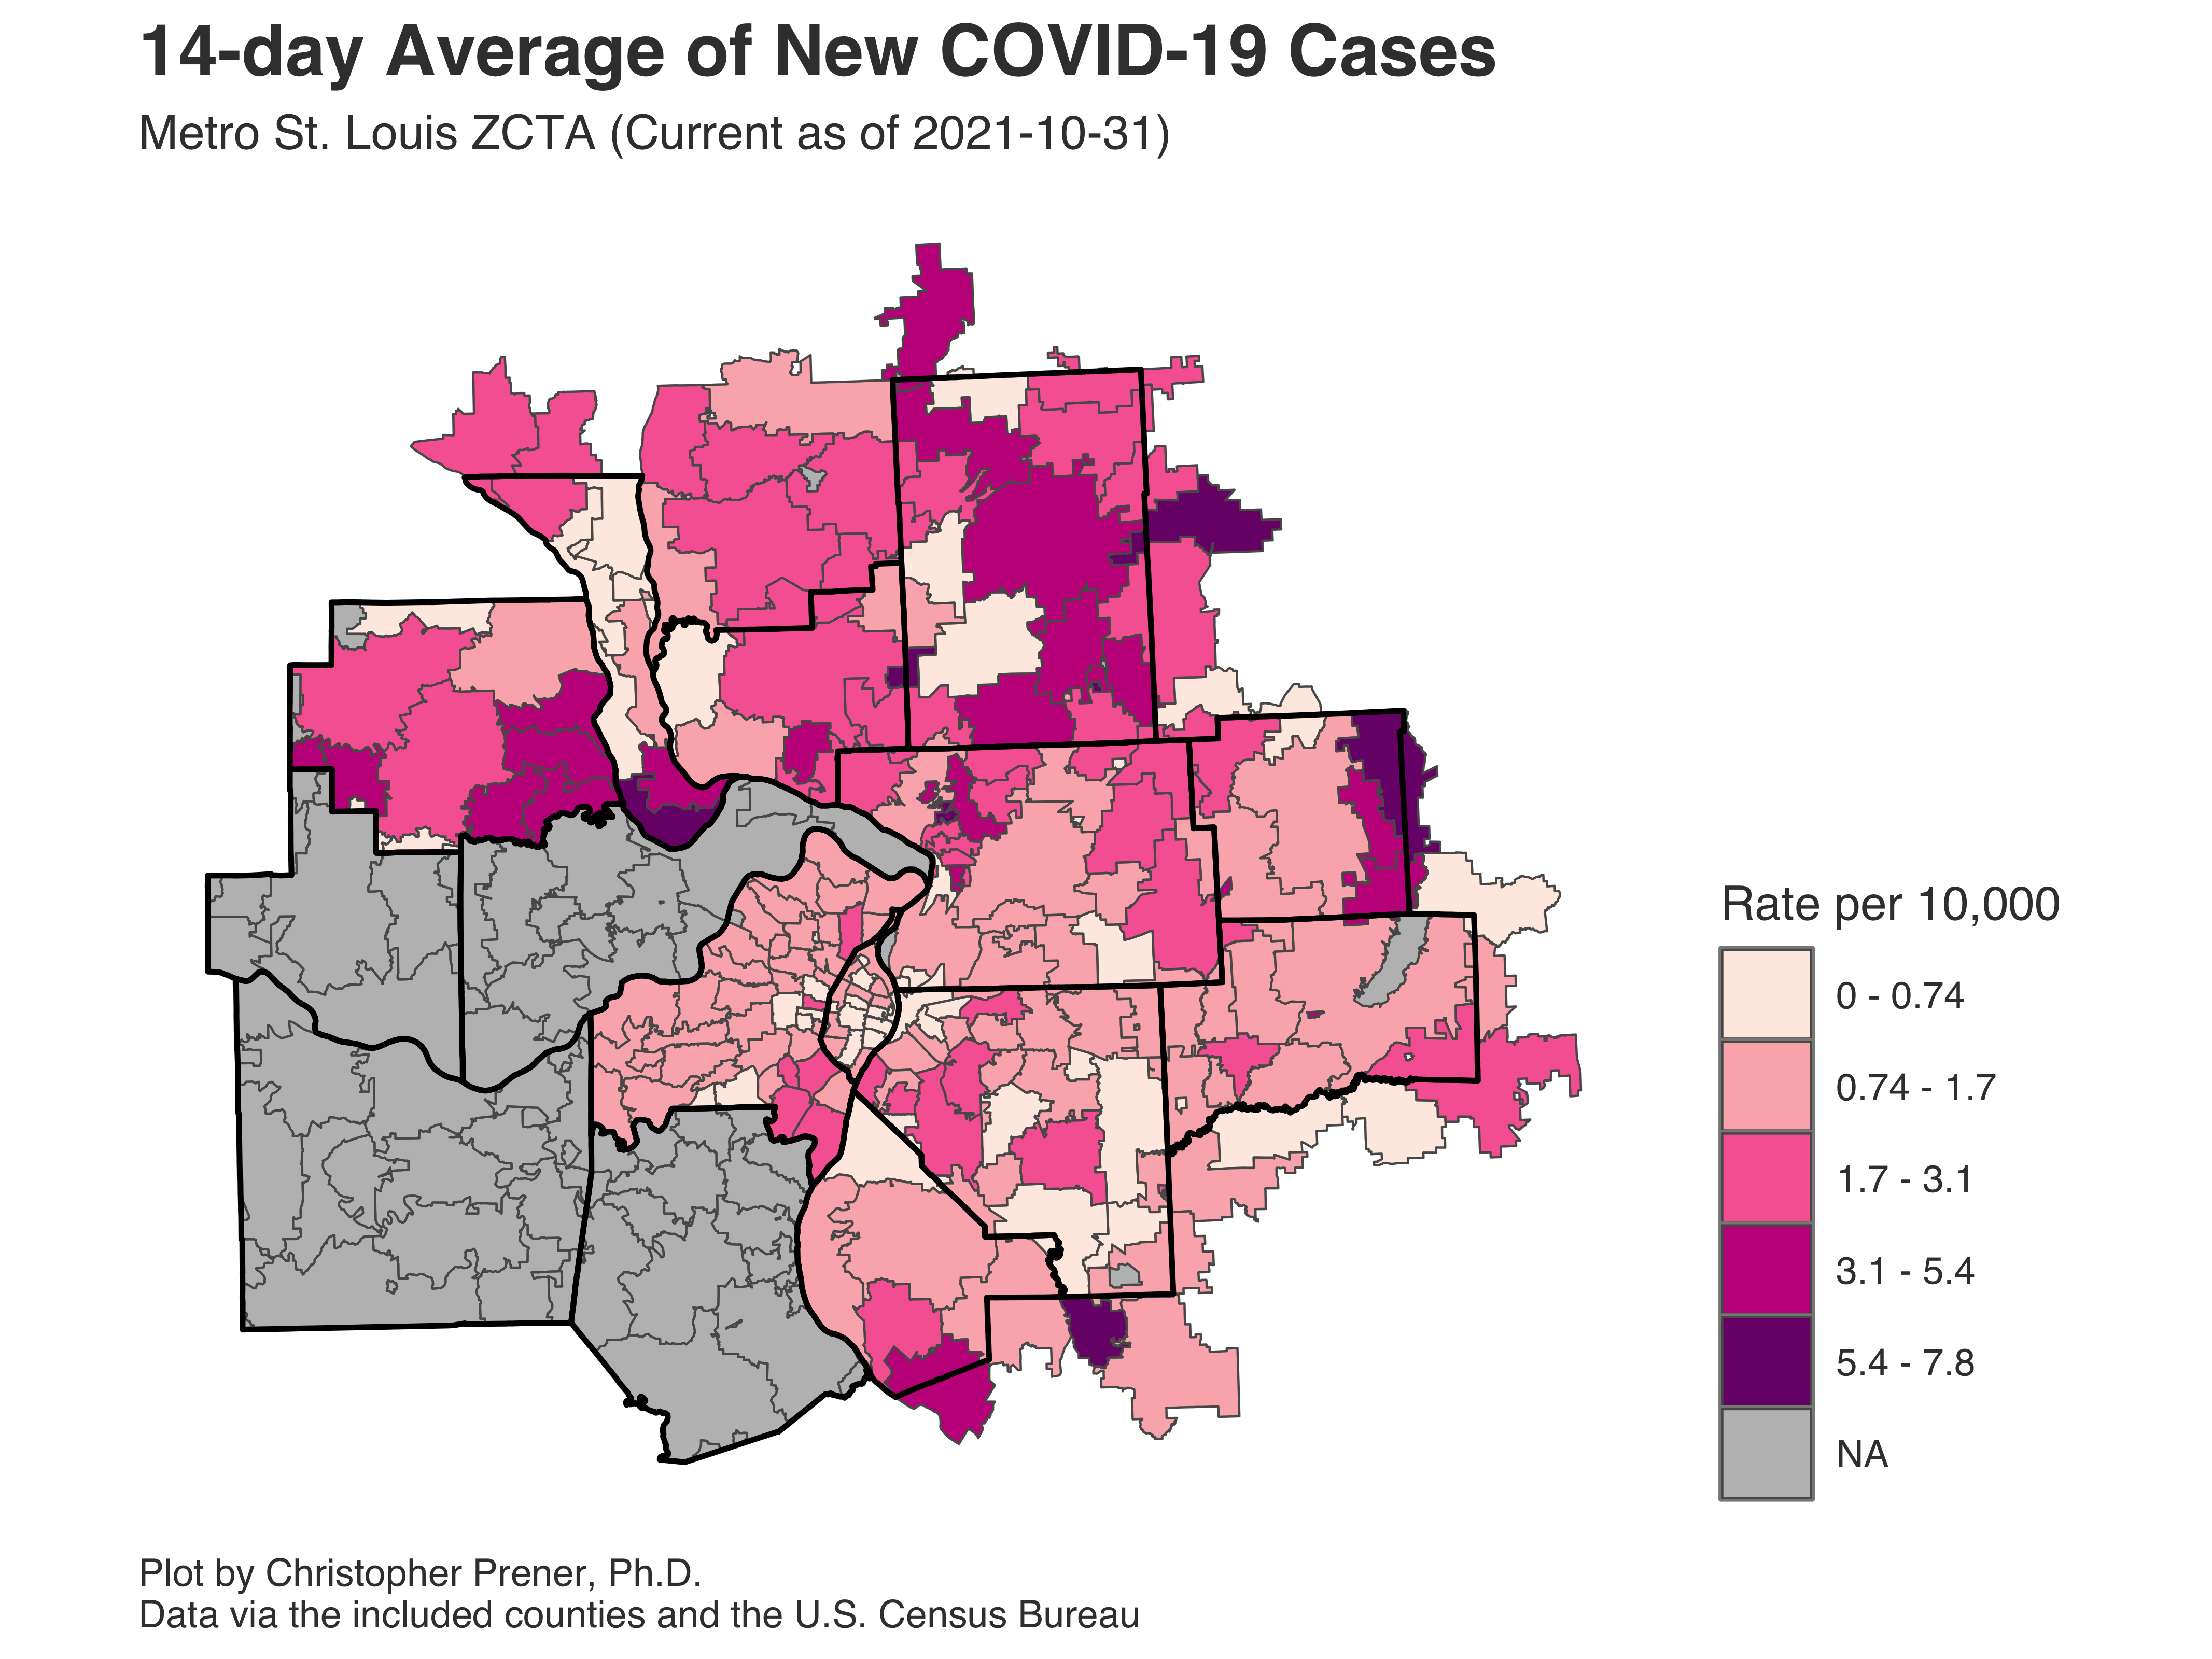 14-day Average of New COVID-19 Cases
Metro St. Louis ZCTA (Current as of 2021-10-31)
Rate per 10,000
0 - 0.74
0.74 - 1.7
1.7 - 3.1
3.1 - 5.4
5.4 - 7.8
NA
Plot by Christopher Prener, Ph.D.
Data via the included counties and the U.S. Census Bureau